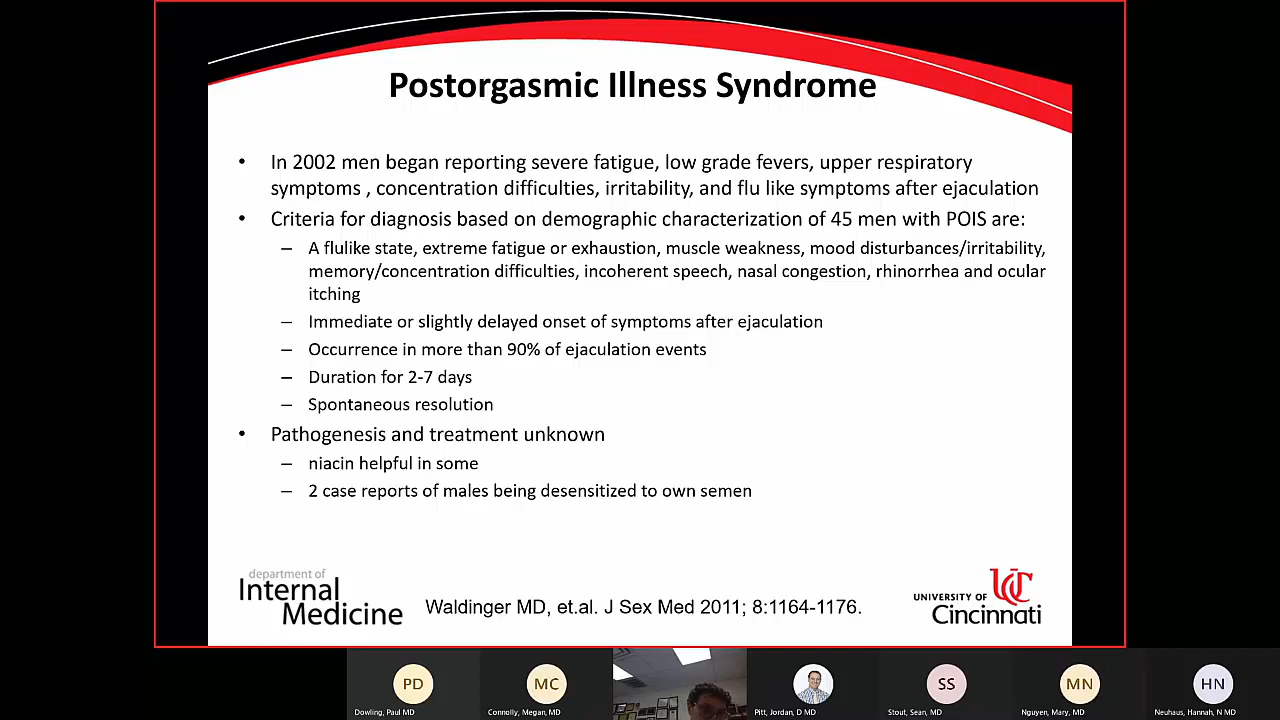 Postorgasmic Illness Syndrome
• In 2002 men began reporting severe fatigue, low grade fevers, upper respiratory
symptoms , concentration difficulties, irritability, and flu like symptoms after ejaculation
• Criteria for diagnosis based on demographic characterization of 45 men with POIS are:
– A flulike state, extreme fatigue or exhaustion, muscle weakness, mood disturbances/irritability,
memory/concentration difficulties, incoherent speech, nasal congestion, rhinorrhea and ocular
itching
– Immediate or slightly delayed onset of symptoms after ejaculation
– Occurrence in more than 90% of ejaculation events
– Duration for 2-7 days
– Spontaneous resolution
• Pathogenesis and treatment unknown
– niacin helpful in some
– 2 case reports of males being desensitized to own semen
department of
Internal
Medicine
Waldinger MD, et.al. J Sex Med 2011; 8:1164-1176.
UC
UNIVERSITY OF
Cincinnati
PD
MC
SS
MN
HN
Dowling, Paul MD
Connolly, Megan, MD
Pitt, Jordan, D MD
Stout, Sean, MD
Nguyen, Mary, MD
Neuhaus, Hannah, N MD